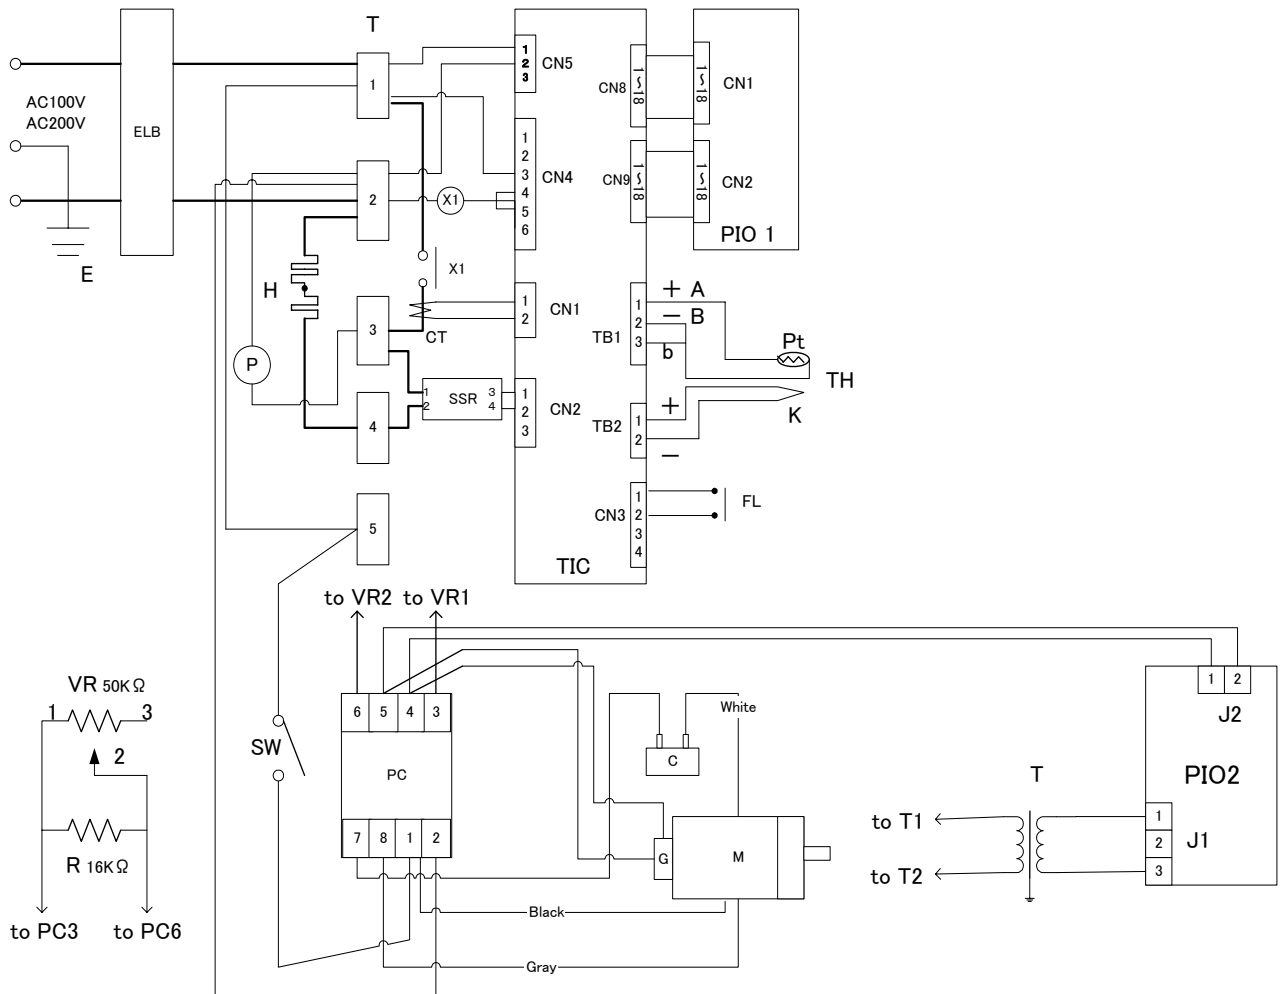 T
AC100V
AC200V
ELB
E
1
2
3
4
5
H
P
X1
X1
CT
1
2
SSR
3
4
1
2
3
CN5
1
2
3
4
5
6
CN4
1
2
CN1
1
2
3
CN2
TIC
CN8
1~18
CN9
1~18
1~18
CN1
1~18
CN2
PIO 1
TB1
1
2
3
+ A
− B
b
Pt
TH
TB2
1
2
+
−
K
CN3
1
2
3
4
FL
to VR2
to VR1
6
5
4
3
PC
7
8
1
2
SW
VR 50KΩ
1
3
2
R 16KΩ
to PC3
to PC6
White
C
G
M
Black
Gray
T
to T1
to T2
1
2
J2
PIO2
1
2
3
J1